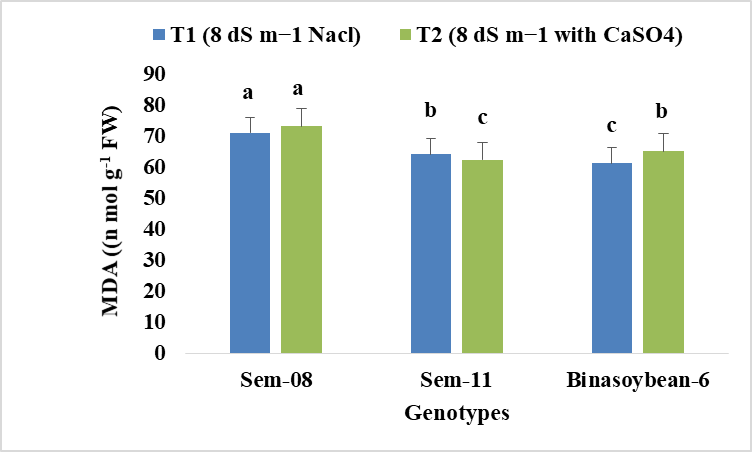 T1 (8 dS m−1 Nacl) T2 (8 dS m−1 with CaSO4)
MDA ((n mol g⁻¹ FW)
90
80
70
60
50
40
30
20
10
0
a a b c c b
Sem-08 Sem-11 Binasoybean-6
Genotypes